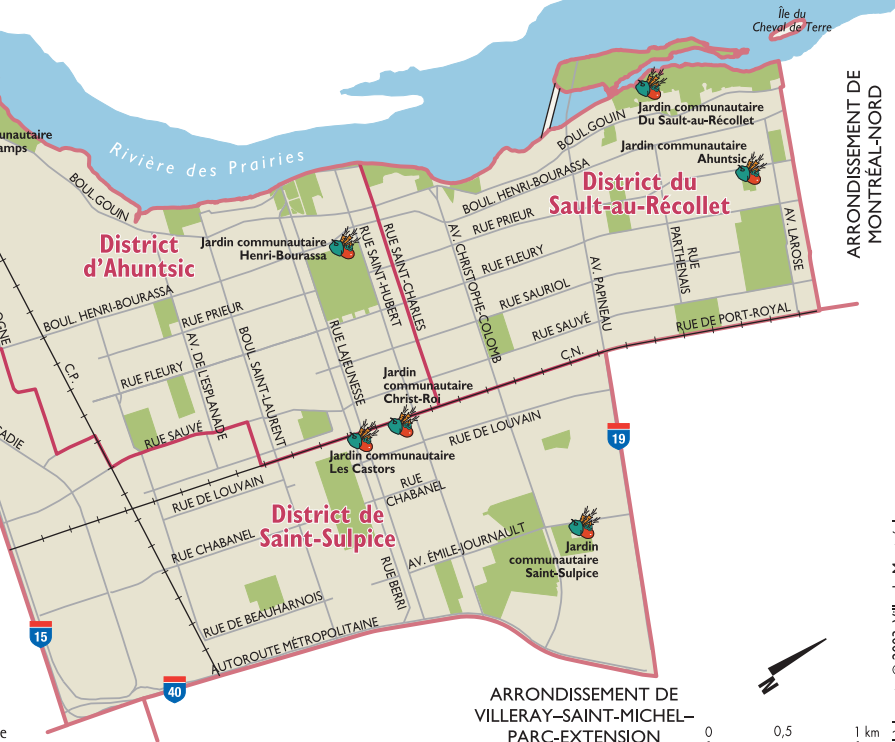 Île du
Cheval de Terre
ARRONDISSEMENT DE
MONTRÉAL-NORD
Jardin communautaire
Du Sault-au-Récollet
BOUL. GOUIN
Jardin communautaire
Ahuntsic
unautaire
amps
Rivière des Prairies
BOUL. GOUIN
BOUL. HENRI-BOURASSA
District du
Sault-au-Récollet
RUE PRIEUR
AV. LAROSE
District
d'Ahuntsic
Jardin communautaire
Henri-Bourassa
RUE SAINT-HUBERT
RUE SAINT-CHARLES
AV. CHRISTOPHE-COLOMB
RUE FLEURY
AV. PAPINEAU
RUE
PARTHENAIS
RUE SAURIOL
BOUL. HENRI-BOURASSA
RUE PRIEUR
RUE SAUVÉ
RUE DE PORT-ROYAL
OGNE
C.P.
RUE FLEURY
AV. DE L'ESPLANADE
BOUL. SAINT-LAURENT
RUE LAJEUNESSE
C.N.
Jardin
communautaire
Christ-Roi
RUE SAUVÉ
CADIE
RUE DE LOUVAIN
19
Jardin communautaire
Les Castors
RUE DE LOUVAIN
RUE
CHABANEL
District de
Saint-Sulpice
RUE CHABANEL
AV. ÉMILE-JOURNAULT
Jardin
communautaire
Saint-Sulpice
RUE BERRI
RUE DE BEAUHARNOIS
AUTOROUTE MÉTROPOLITAINE
15
40
N
ARRONDISSEMENT DE
VILLERAY–SAINT-MICHEL–
PARC-EXTENSION
0
0,5
1 km
e